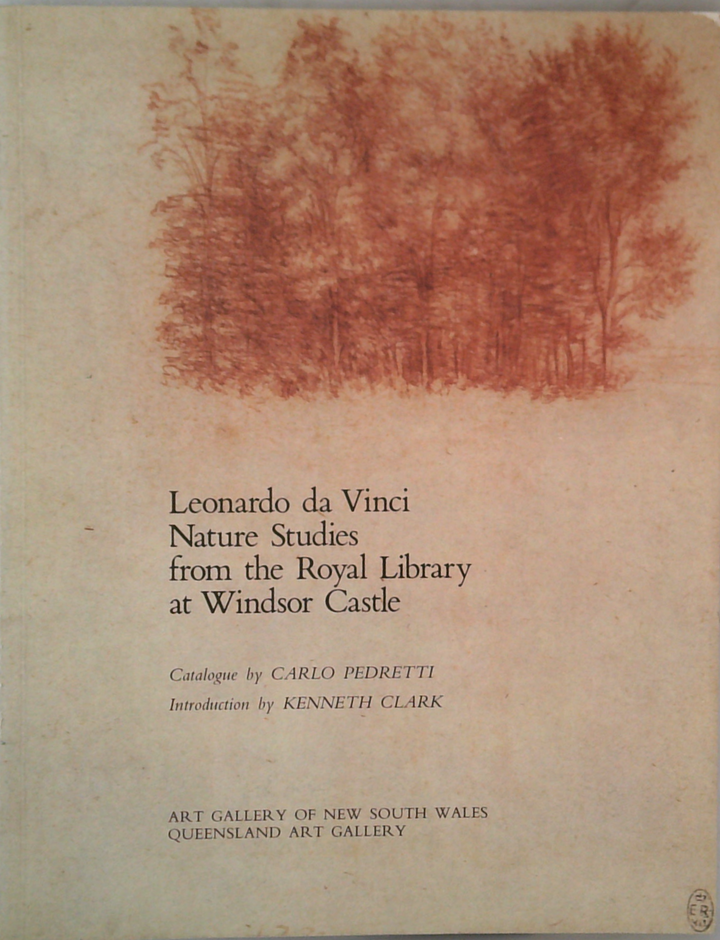 Leonardo da Vinci
Nature Studies
from the Royal Library
at Windsor Castle
Catalogue by CARLO PEDRETTI
Introduction by KENNETH CLARK
ART GALLERY OF NEW SOUTH WALES
QUEENSLAND ART GALLERY